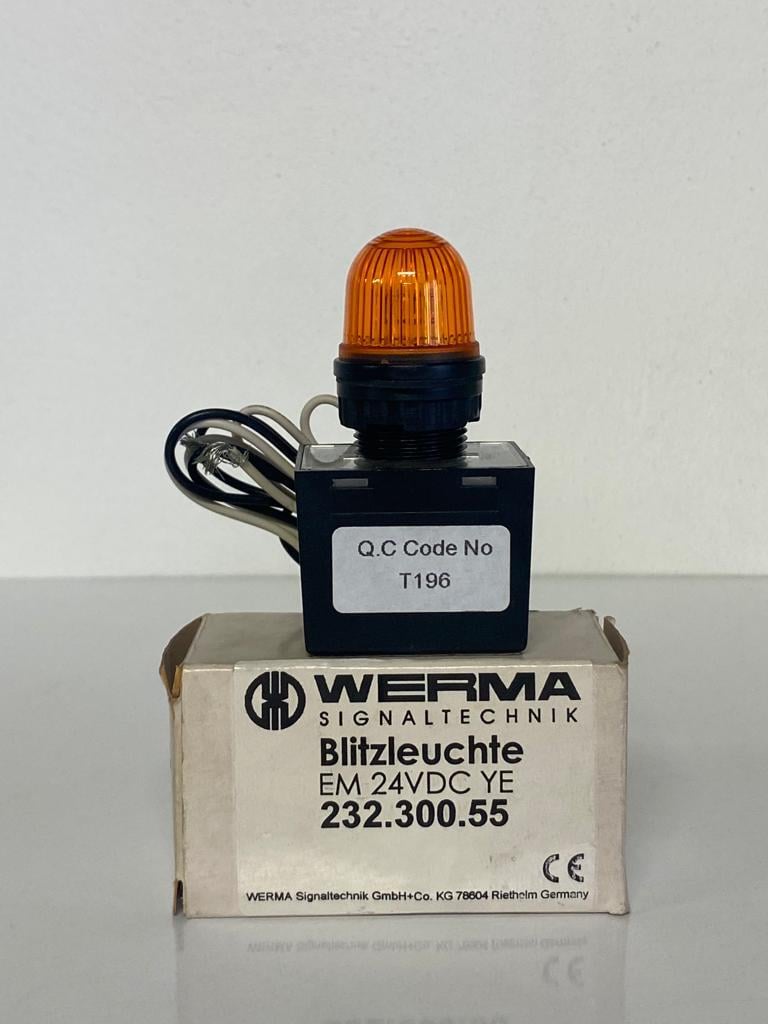 Q.C Code No
T196
WERMA
SIGNALTECHNIK
Blitzleuchte
EM 24VDC YE
232.300.55
CE
WERMA Signaltechnik GmbH+Co. KG 78604 Rietheim Germany